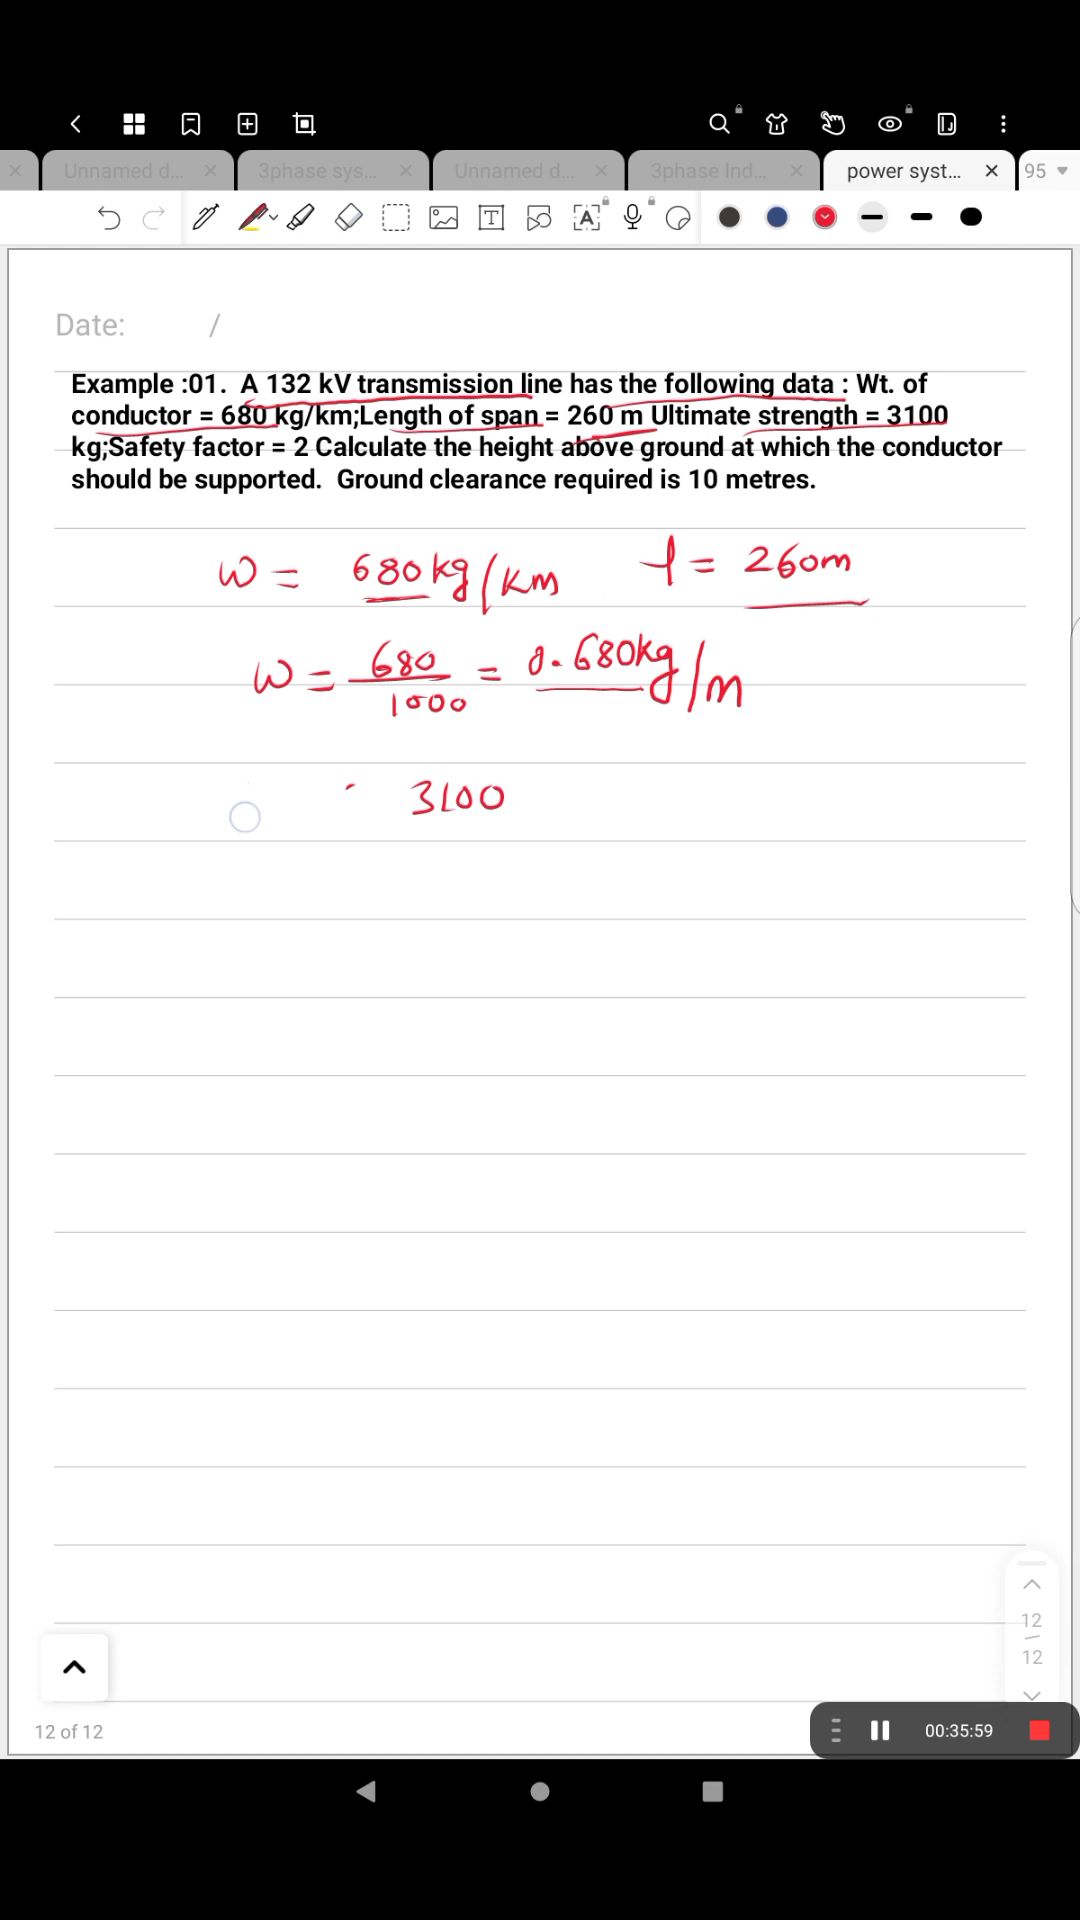 Unnamed d...
3phase sys...
Unnamed d...
3phase Ind...
power syst...
95
Date: /
Example :01. A 132 kV transmission line has the following data : Wt. of
conductor = 680 kg/km;Length of span = 260 m Ultimate strength = 3100
kg;Safety factor = 2 Calculate the height above ground at which the conductor
should be supported. Ground clearance required is 10 metres.
w = 680kg/km l = 260m
w = 680/1000 = 0.680kg/m
3100
12
12
12 of 12
00:35:59